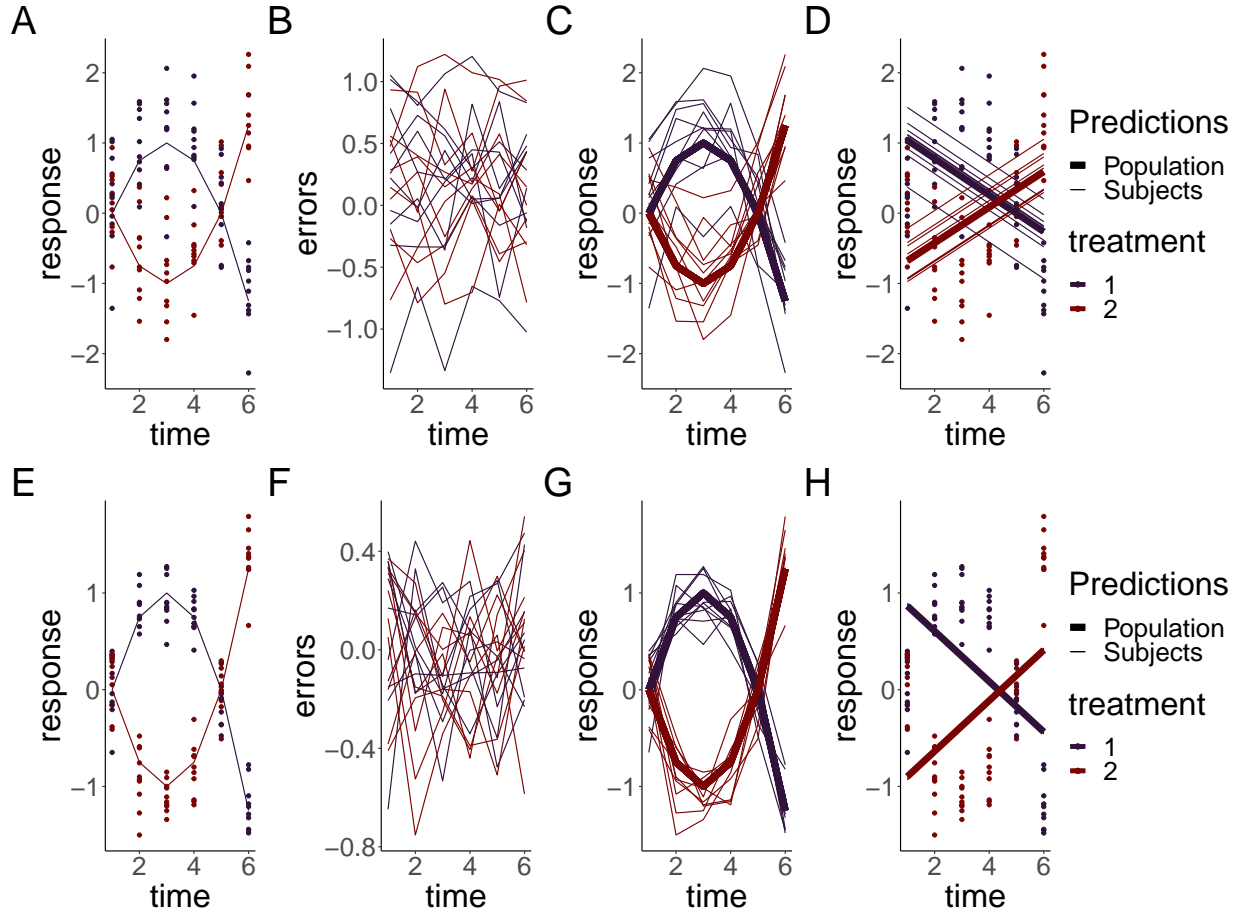 A
B
C
D
response
2
1
0
−1
−2
2
4
6
time
errors
1.0
0.5
0.0
−0.5
−1.0
2
4
6
time
response
2
1
0
−1
−2
2
4
6
time
response
2
1
0
−1
−2
2
4
6
time
Predictions
Population
Subjects
treatment
1
2
E
F
G
H
response
1
0
−1
2
4
6
time
errors
0.4
0.0
−0.4
−0.8
2
4
6
time
response
1
0
−1
2
4
6
time
response
1
0
−1
2
4
6
time
Predictions
Population
Subjects
treatment
1
2